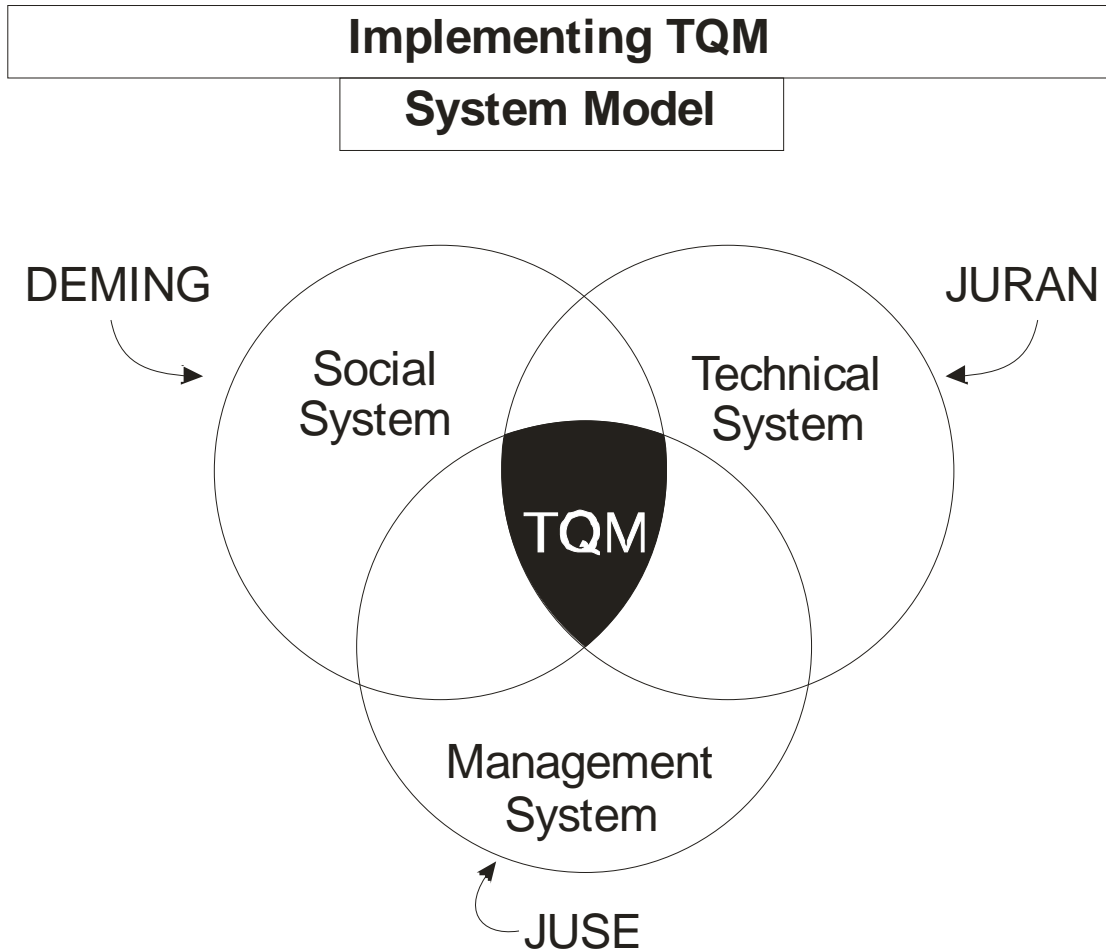 Implementing TQM
System Model
DEMING
JURAN
Social
System
Technical
System
TQM
Management
System
JUSE